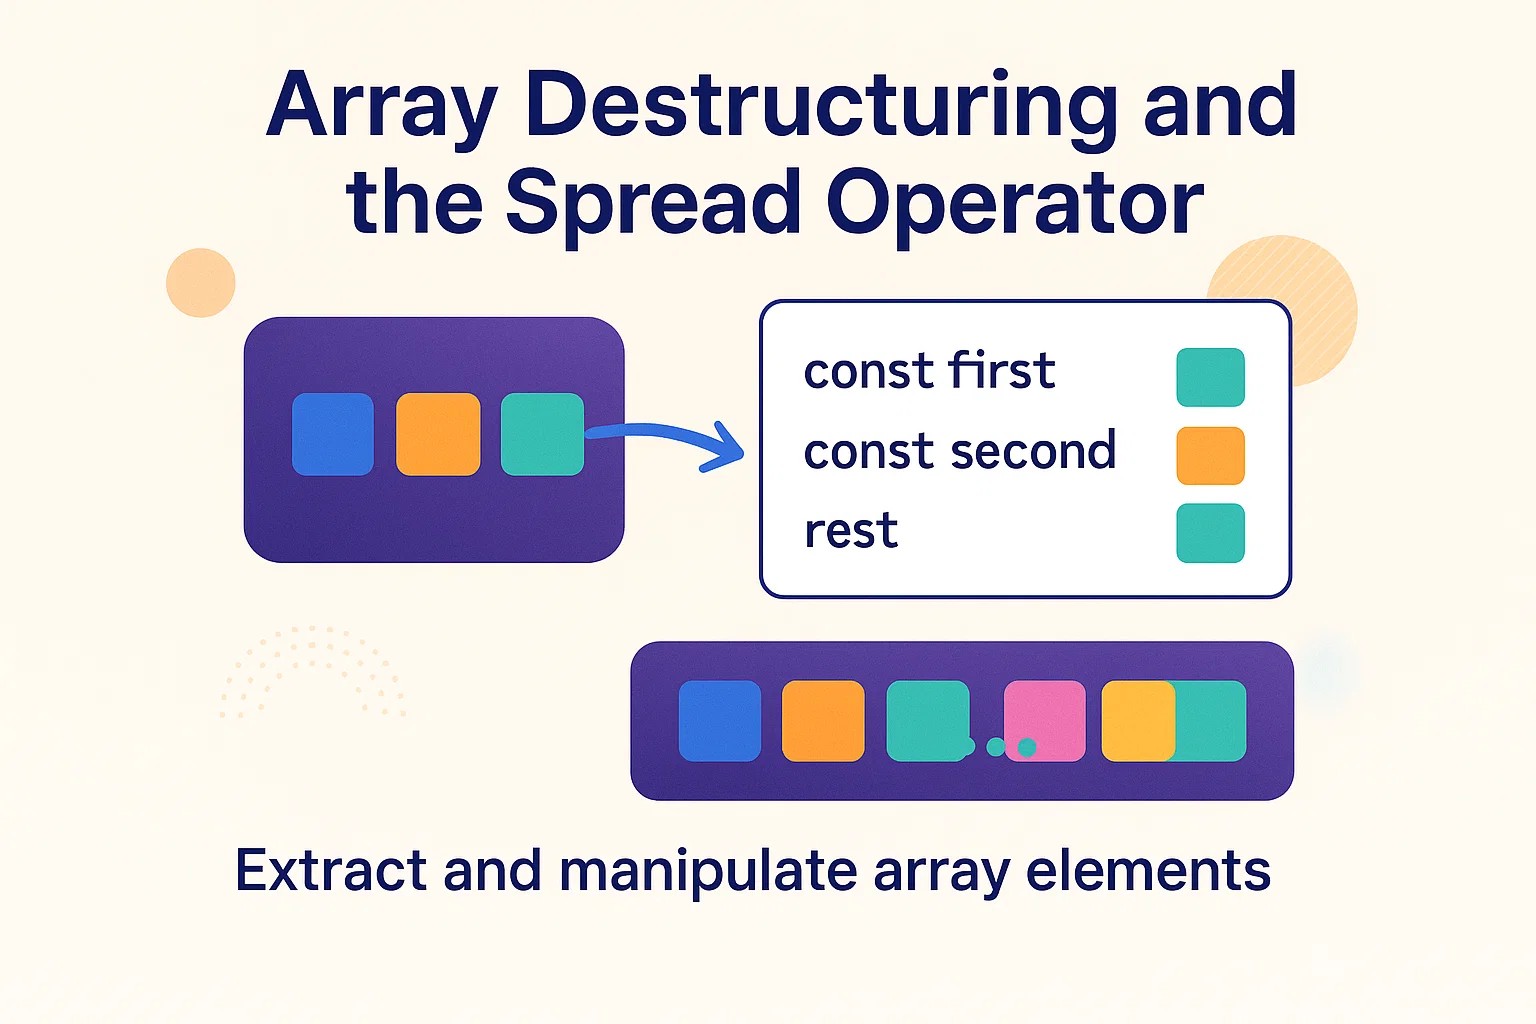 Array Destructuring and
the Spread Operator
const first
const second
rest
Extract and manipulate array elements